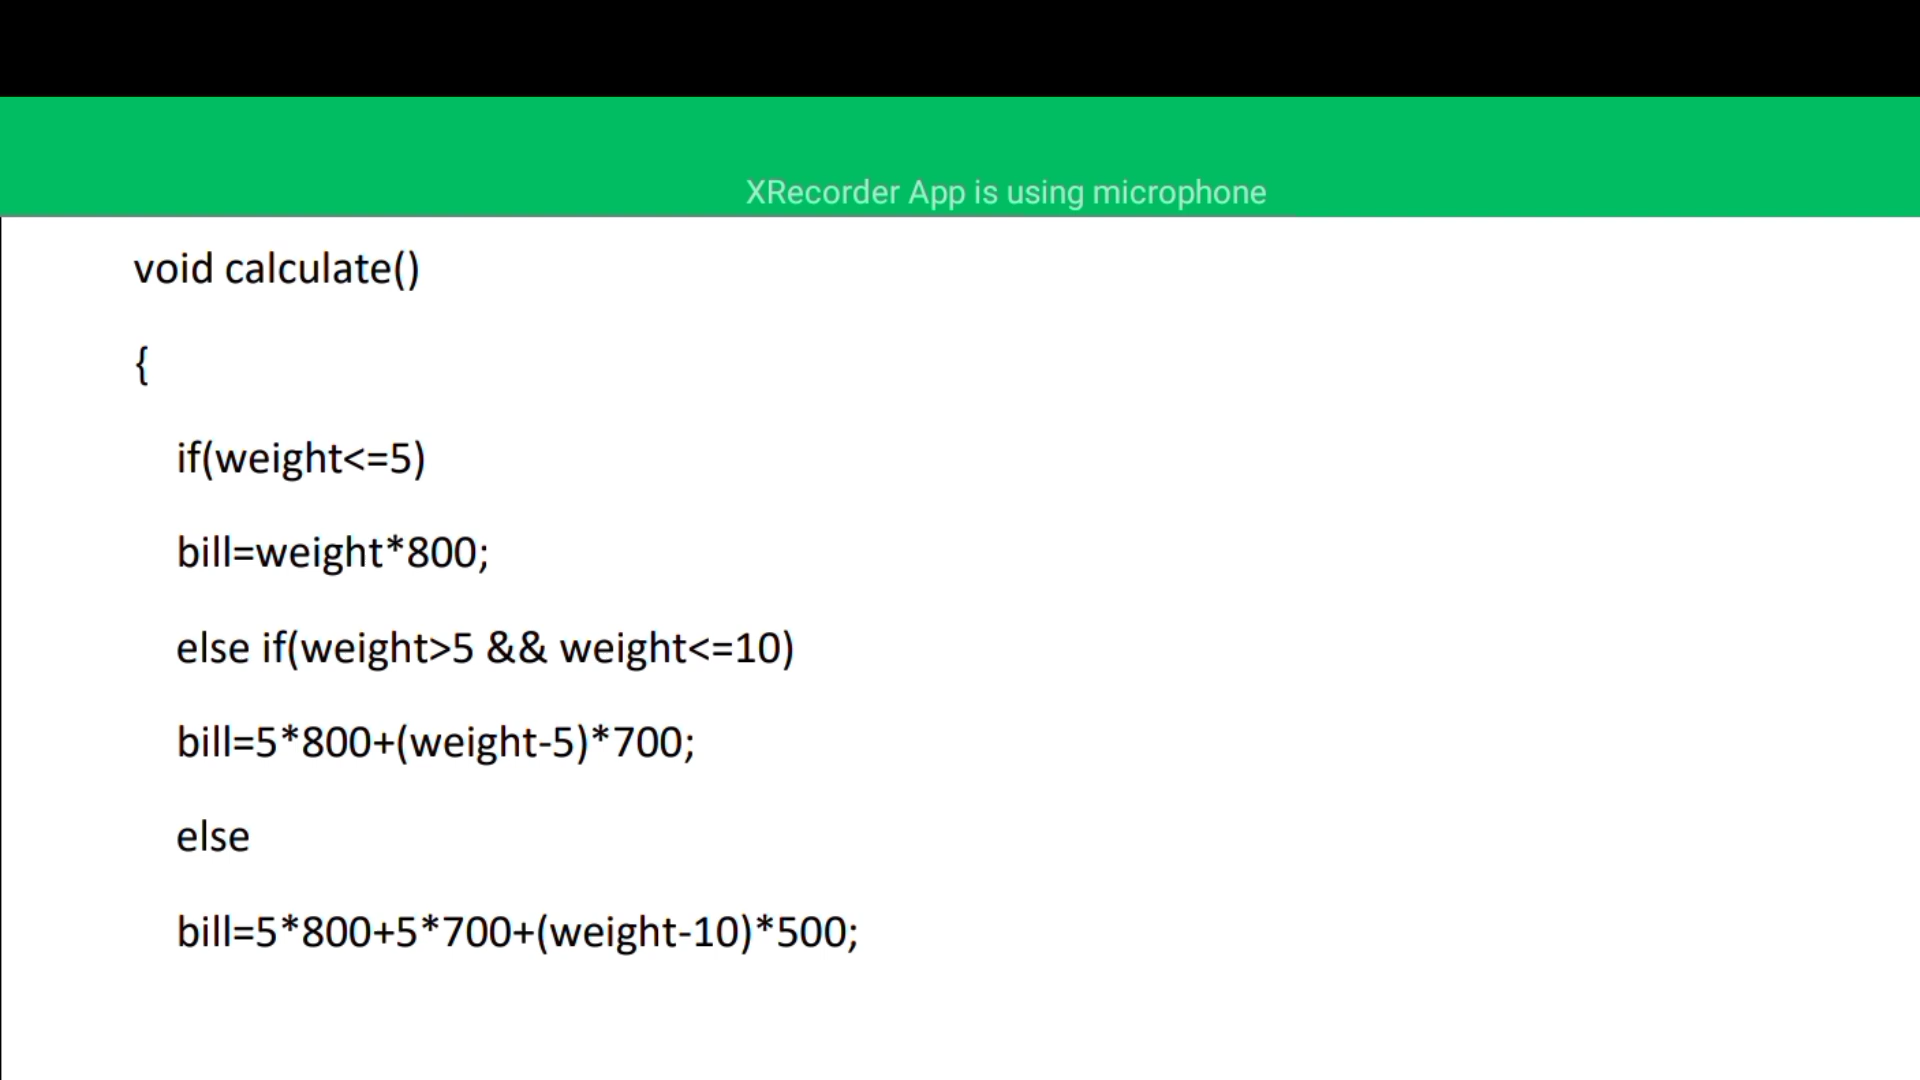 XRecorder App is using microphone
void calculate()
{
if(weight<=5)
bill=weight*800;
else if(weight>5 && weight<=10)
bill=5*800+(weight-5)*700;
else
bill=5*800+5*700+(weight-10)*500;